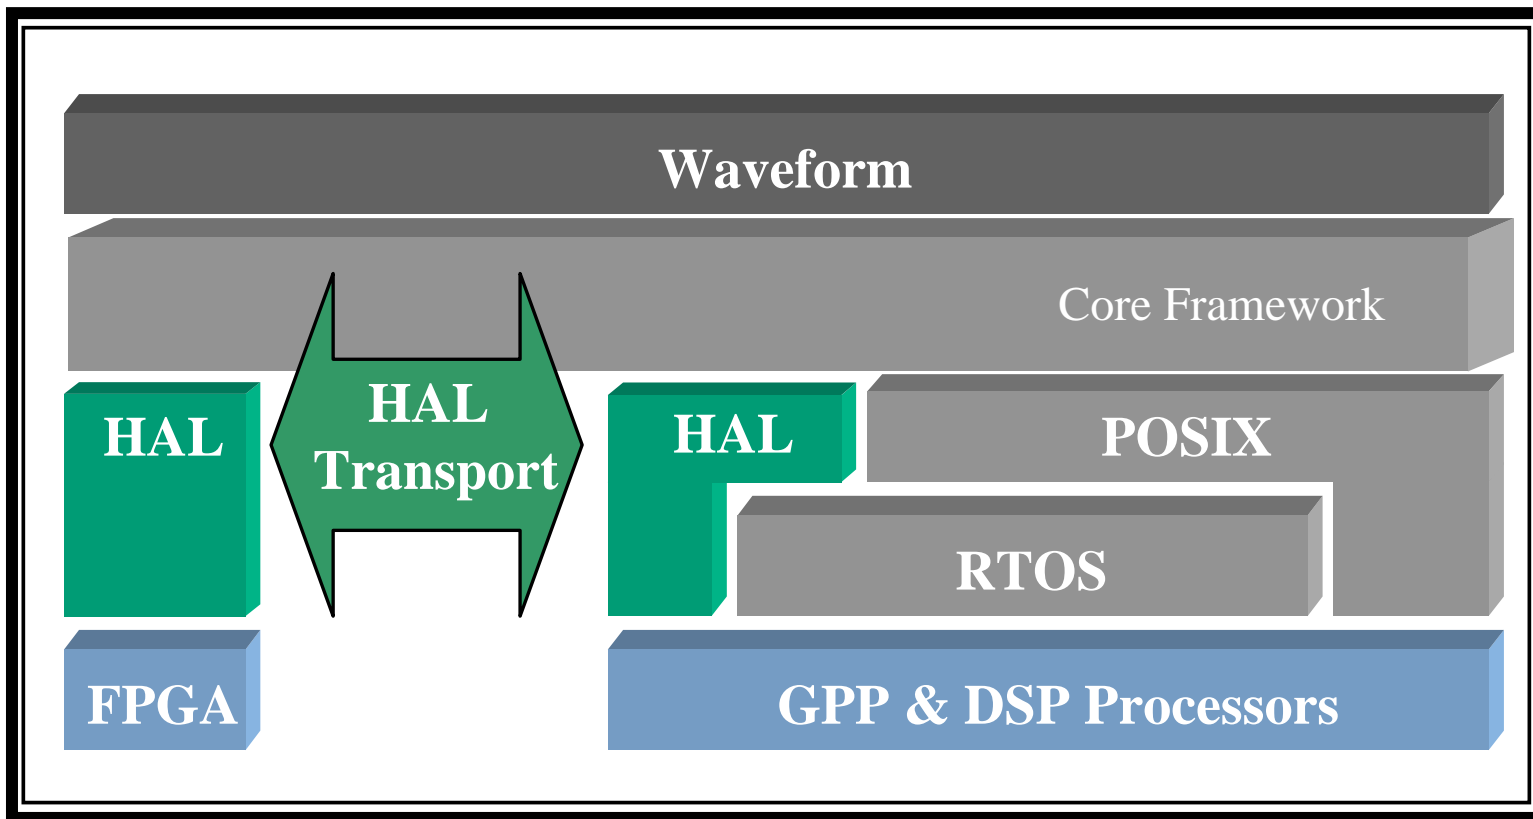 Waveform
Core Framework
HAL
HAL
Transport
HAL
POSIX
RTOS
FPGA
GPP & DSP Processors